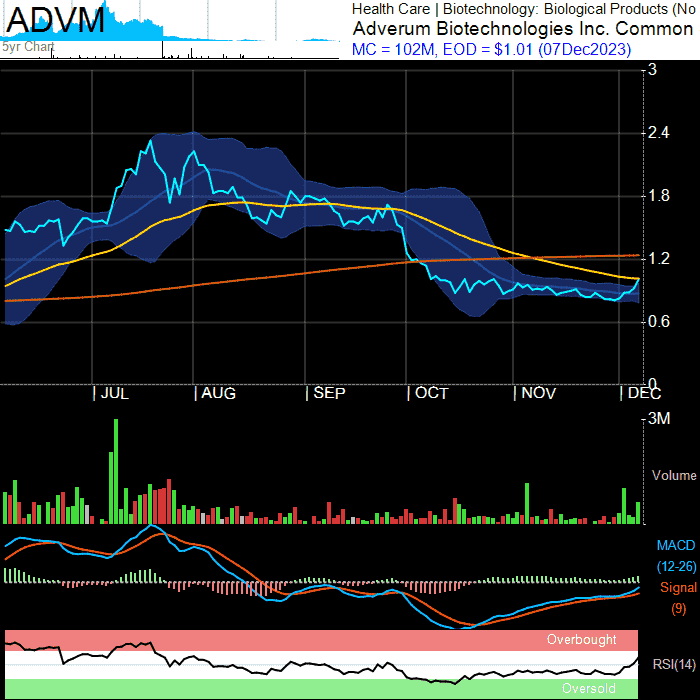 ADVM
5yr Chart
Health Care | Biotechnology: Biological Products (No
Adverum Biotechnologies Inc. Common
MC = 102M, EOD = $1.01 (07Dec2023)
3
2.4
1.8
1.2
0.6
0
| JUL | AUG | SEP | OCT | NOV | DEC
3M
Volume
MACD
(12-26)
Signal
(9)
Overbought
RSI(14)
Oversold